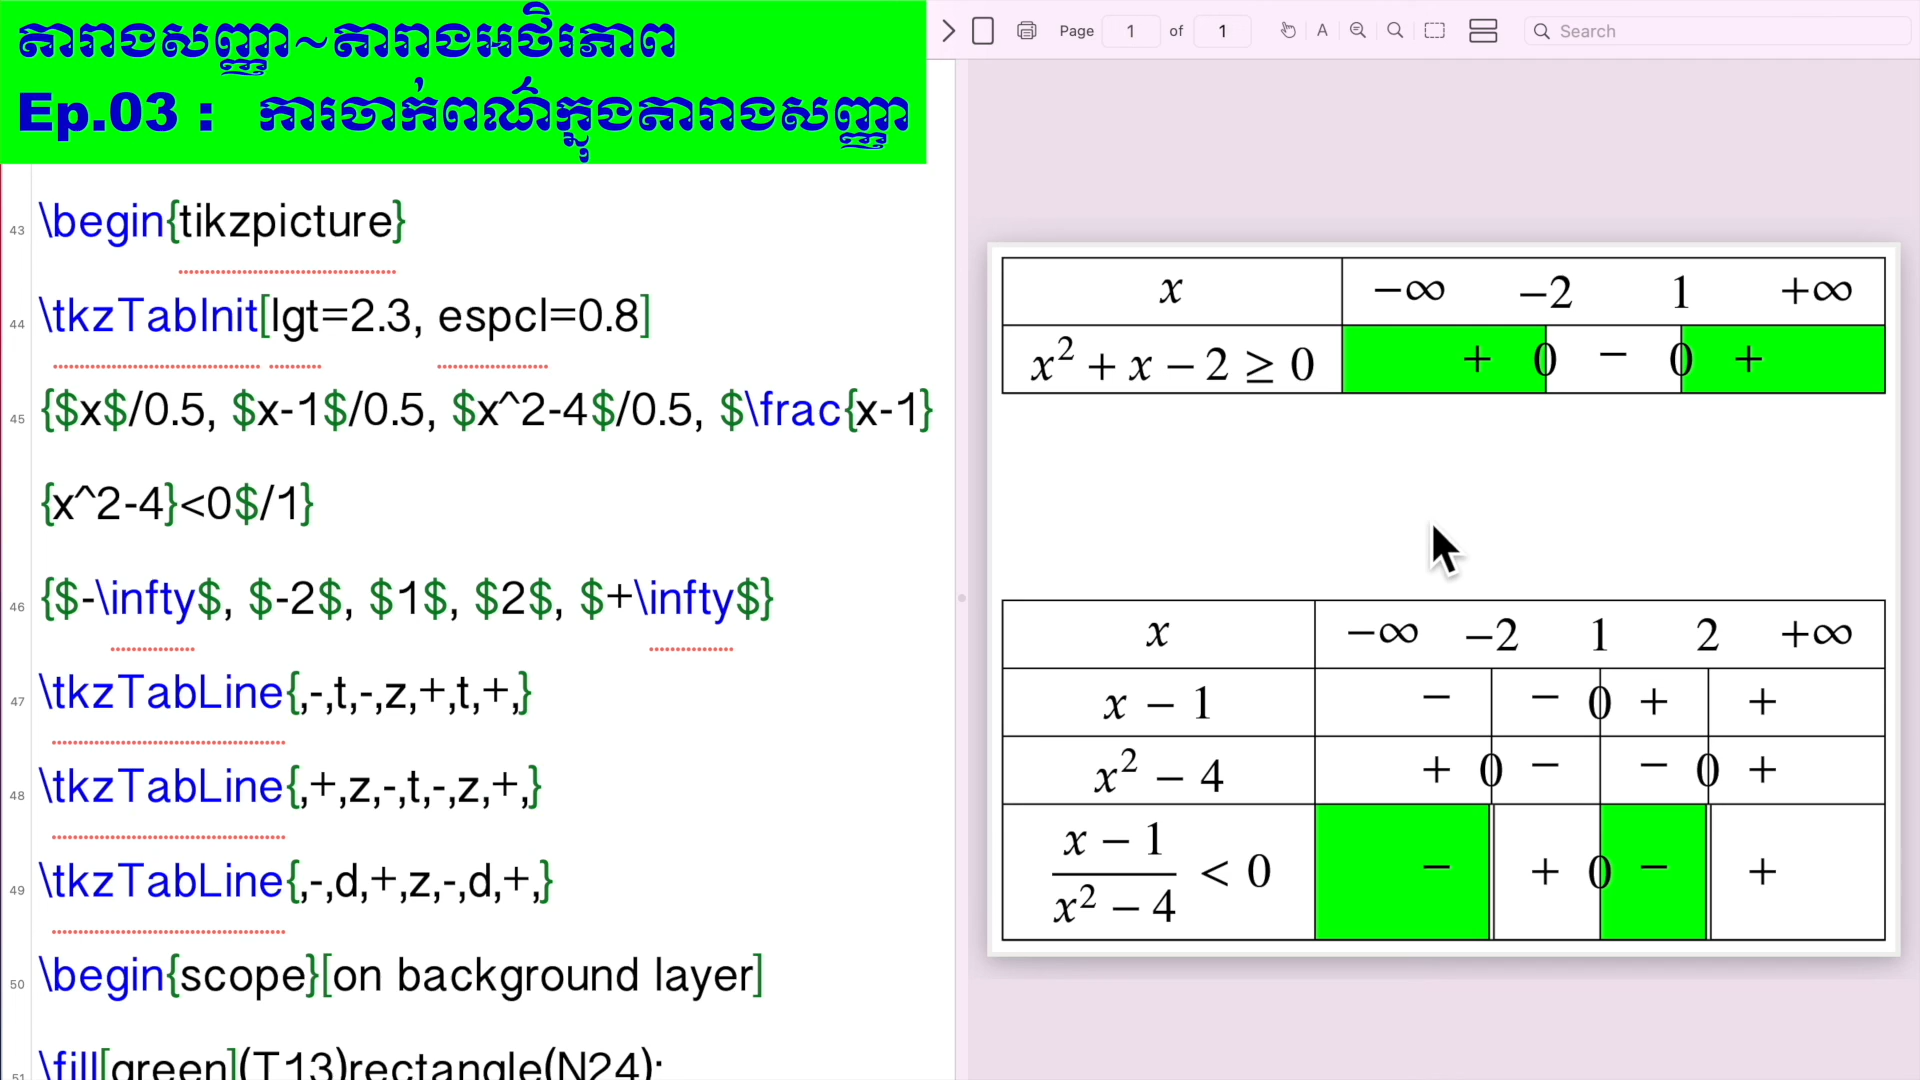 តារាងសញ្ញា~តារាងអថិរភាព
Ep.03 : ការចាក់ពណ៌ក្នុងតារាងសញ្ញា
Page 1 of 1 A Search
43 \begin{tikzpicture}
44 \tkzTabInit[lgt=2.3, espcl=0.8]
45 {$x$/0.5, $x-1$/0.5, $x^2-4$/0.5, $\frac{x-1}
{x^2-4}<0$/1}
46 {$-\infty$, $-2$, $1$, $2$, $+\infty$}
47 \tkzTabLine{,-,t,-,z,+,t,+,}
48 \tkzTabLine{,+,z,-,t,-,z,+,}
49 \tkzTabLine{,-,d,+,z,-,d,+,}
50 \begin{scope}[on background layer]
51 \fill[green](T13)rectangle(N24);
x −∞ −2 1 +∞
x² + x − 2 ≥ 0 + 0 − 0 +
x −∞ −2 1 2 +∞
x − 1 − − 0 + +
x² − 4 + 0 − − 0 +
x − 1
< 0 − + 0 − +
x² − 4